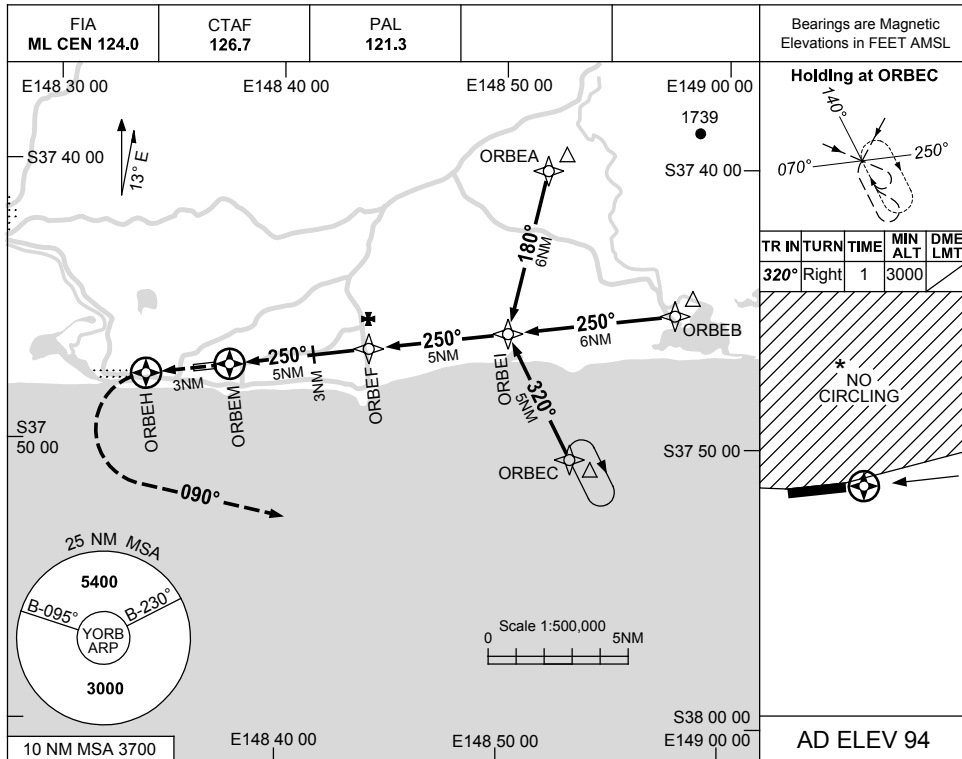 FIA
ML CEN 124.0
CTAF
126.7
PAL
121.3
Bearings are Magnetic
Elevations in FEET AMSL
E148 30 00
E148 40 00
E148 50 00
E149 00 00
Holding at ORBEC
140°
070°
250°
TR IN
TURN
TIME
MIN ALT
DME LMT
320°
Right
1
3000
13° E
S37 40 00
1739
ORBEA
S37 40 00
180°
6NM
ORBEB
250°
6NM
250°
5NM
250°
5NM
3NM
3NM
ORBEH
ORBEM
ORBEF
ORBEI
320°
5NM
ORBEC
* NO
CIRCLING
S37
50 00
S37 50 00
090°
25 NM MSA
5400
B-095°
B-230°
YORB
ARP
3000
Scale 1:500,000
0
5NM
S38 00 00
10 NM MSA 3700
E148 40 00
E148 50 00
E149 00 00
AD ELEV 94